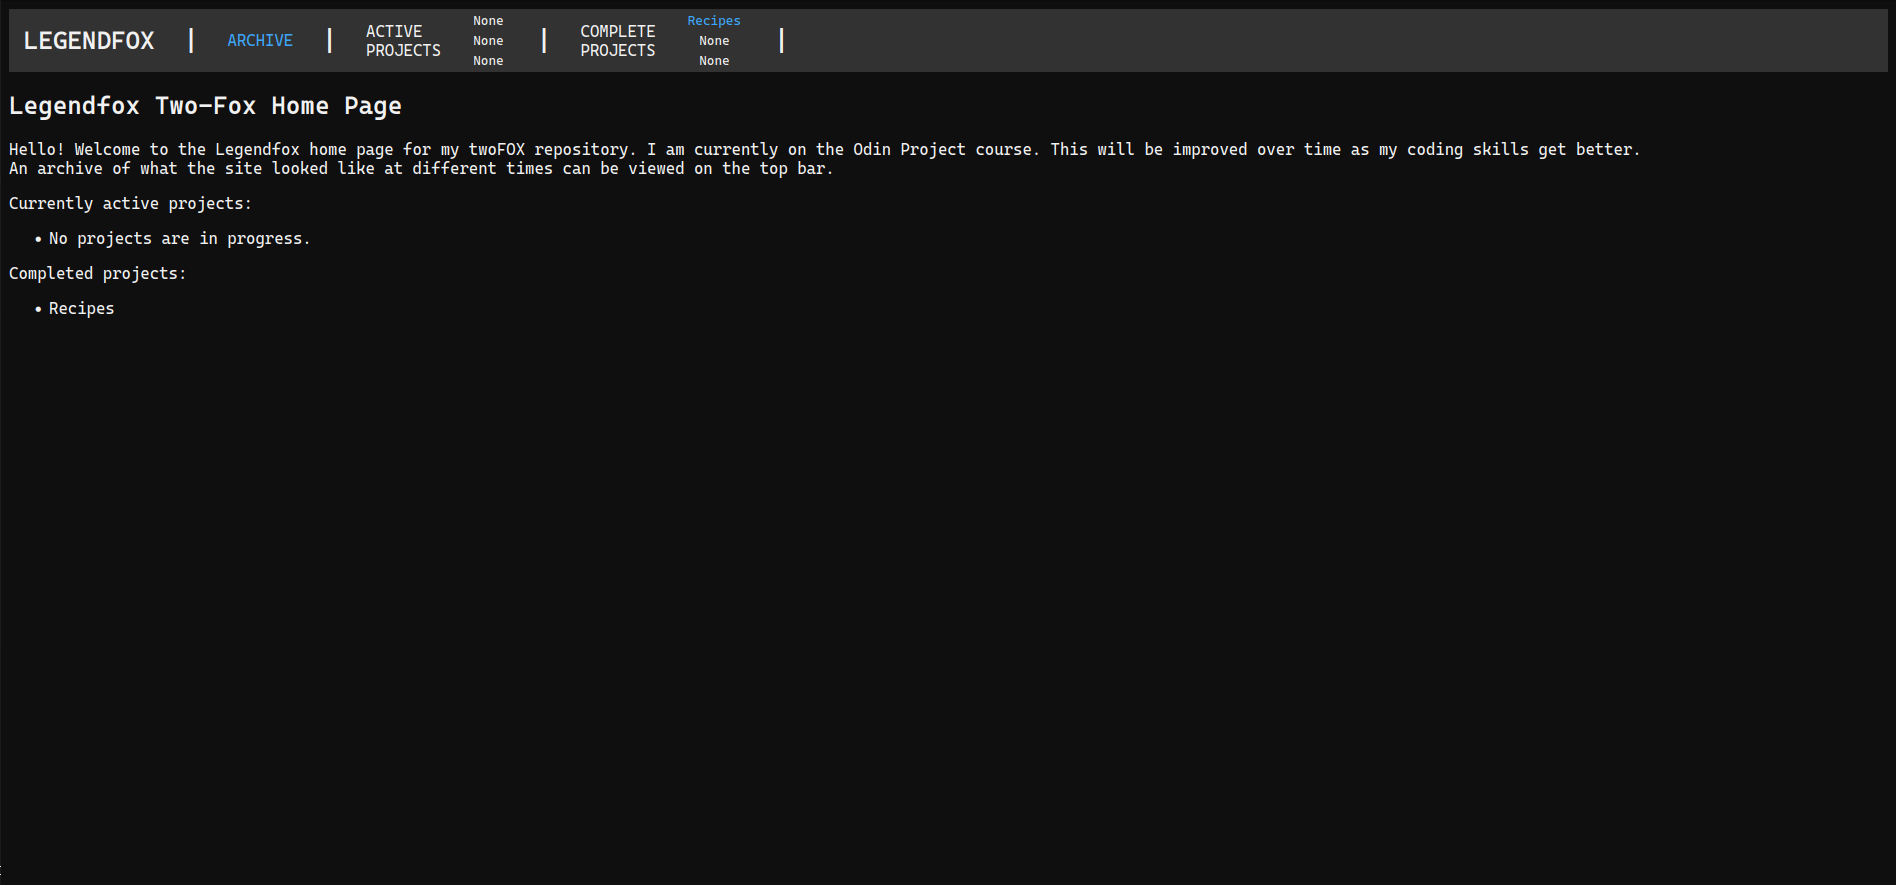 LEGENDFOX | ARCHIVE | ACTIVE PROJECTS None None None | COMPLETE PROJECTS Recipes None None |
Legendfox Two-Fox Home Page
Hello! Welcome to the Legendfox home page for my twoFOX repository. I am currently on the Odin Project course. This will be improved over time as my coding skills get better.
An archive of what the site looked like at different times can be viewed on the top bar.
Currently active projects:
• No projects are in progress.
Completed projects:
• Recipes